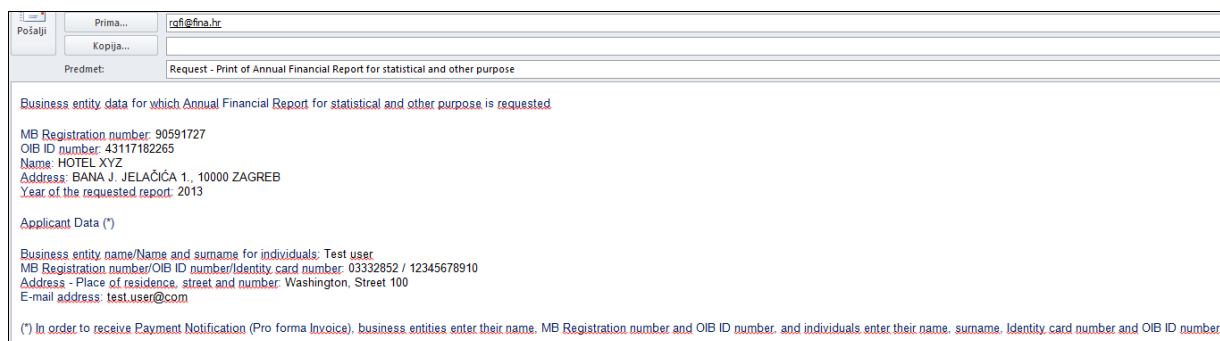 Pošalji
Prima...
rgfi@fina.hr
Kopija...
Predmet:
Request - Print of Annual Financial Report for statistical and other purpose
Business entity data for which Annual Financial Report for statistical and other purpose is requested
MB Registration number: 90591727
OIB ID number: 43117182265
Name: HOTEL XYZ
Address: BANA J. JELAČIĆA 1., 10000 ZAGREB
Year of the requested report: 2013
Applicant Data (*)
Business entity name/Name and surname for individuals: Test user
MB Registration number/OIB ID number/Identity card number: 03332852 / 12345678910
Address - Place of residence, street and number: Washington, Street 100
E-mail address: test.user@com
(*) In order to receive Payment Notification (Pro forma Invoice), business entities enter their name, MB Registration number and OIB ID number, and individuals enter their name, surname, Identity card number and OIB ID number